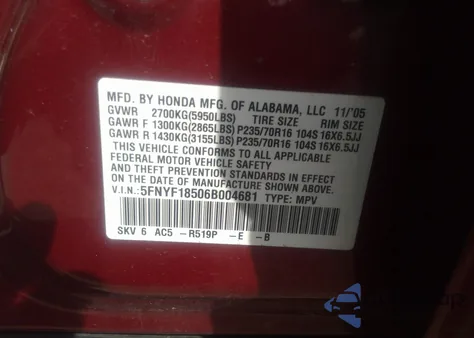 MFD. BY HONDA MFG. OF ALABAMA, LLC 11/'05
GVWR 2700KG(5950LBS) TIRE SIZE RIM SIZE
GAWR F 1300KG(2865LBS)P235/70R16 104S 16X6.5JJ
GAWR R 1430KG(3155LBS)P235/70R16 104S 16X6.5JJ
THIS VEHICLE CONFORMS TO ALL APPLICABLE
FEDERAL MOTOR VEHICLE SAFETY
AND THEFT PREVENTION STANDARDS IN EFFECT
ON THE DATE OF MANUFACTURE SHOWN ABOVE.
V.I.N.: 5FNYF18506B004681 TYPE: MPV
SKV 6 AC5 -R519P -E -B